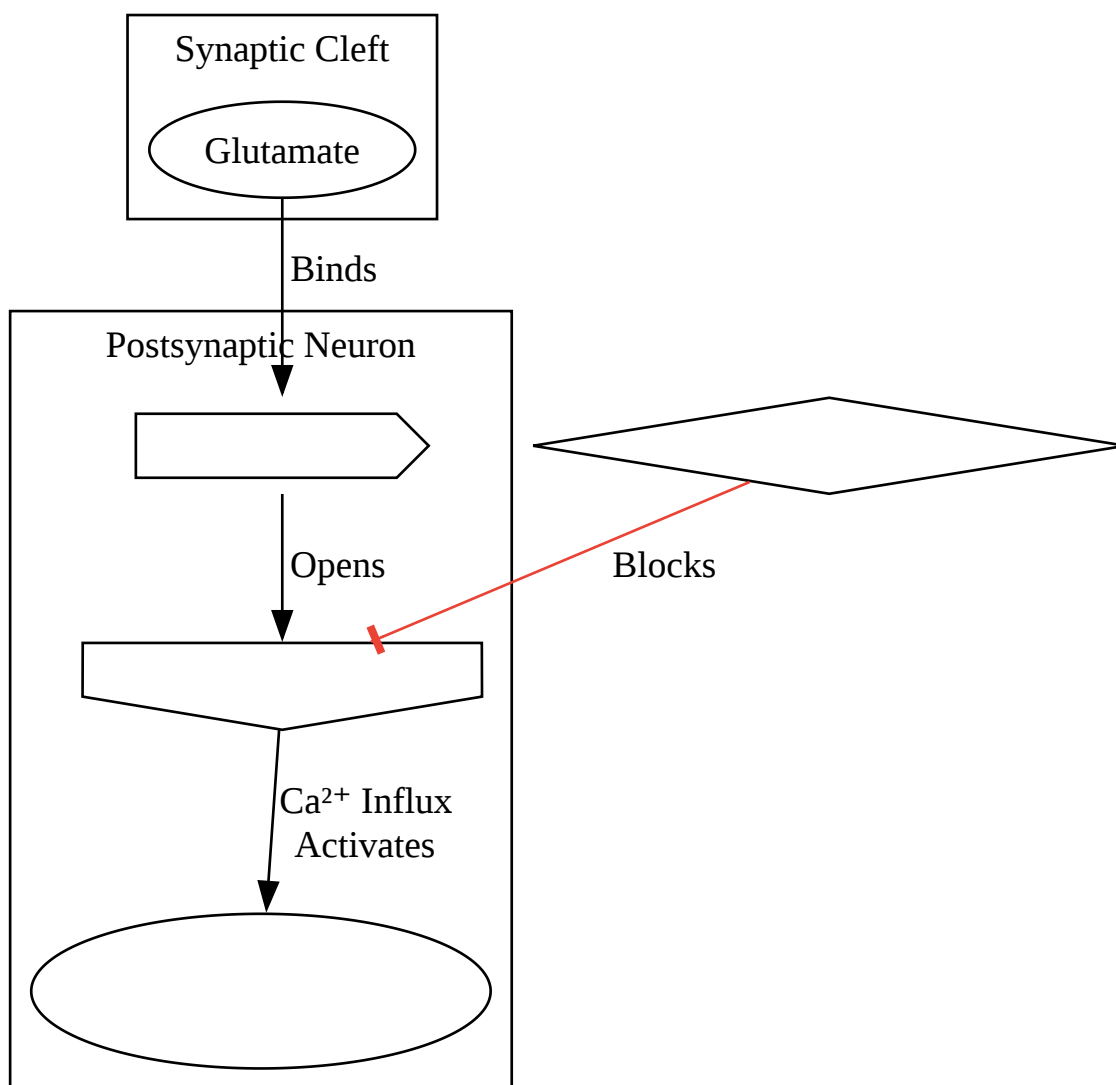 Synaptic Cleft
Glutamate
Binds
Postsynaptic Neuron
Opens
Blocks
Ca²⁺ Influx
Activates